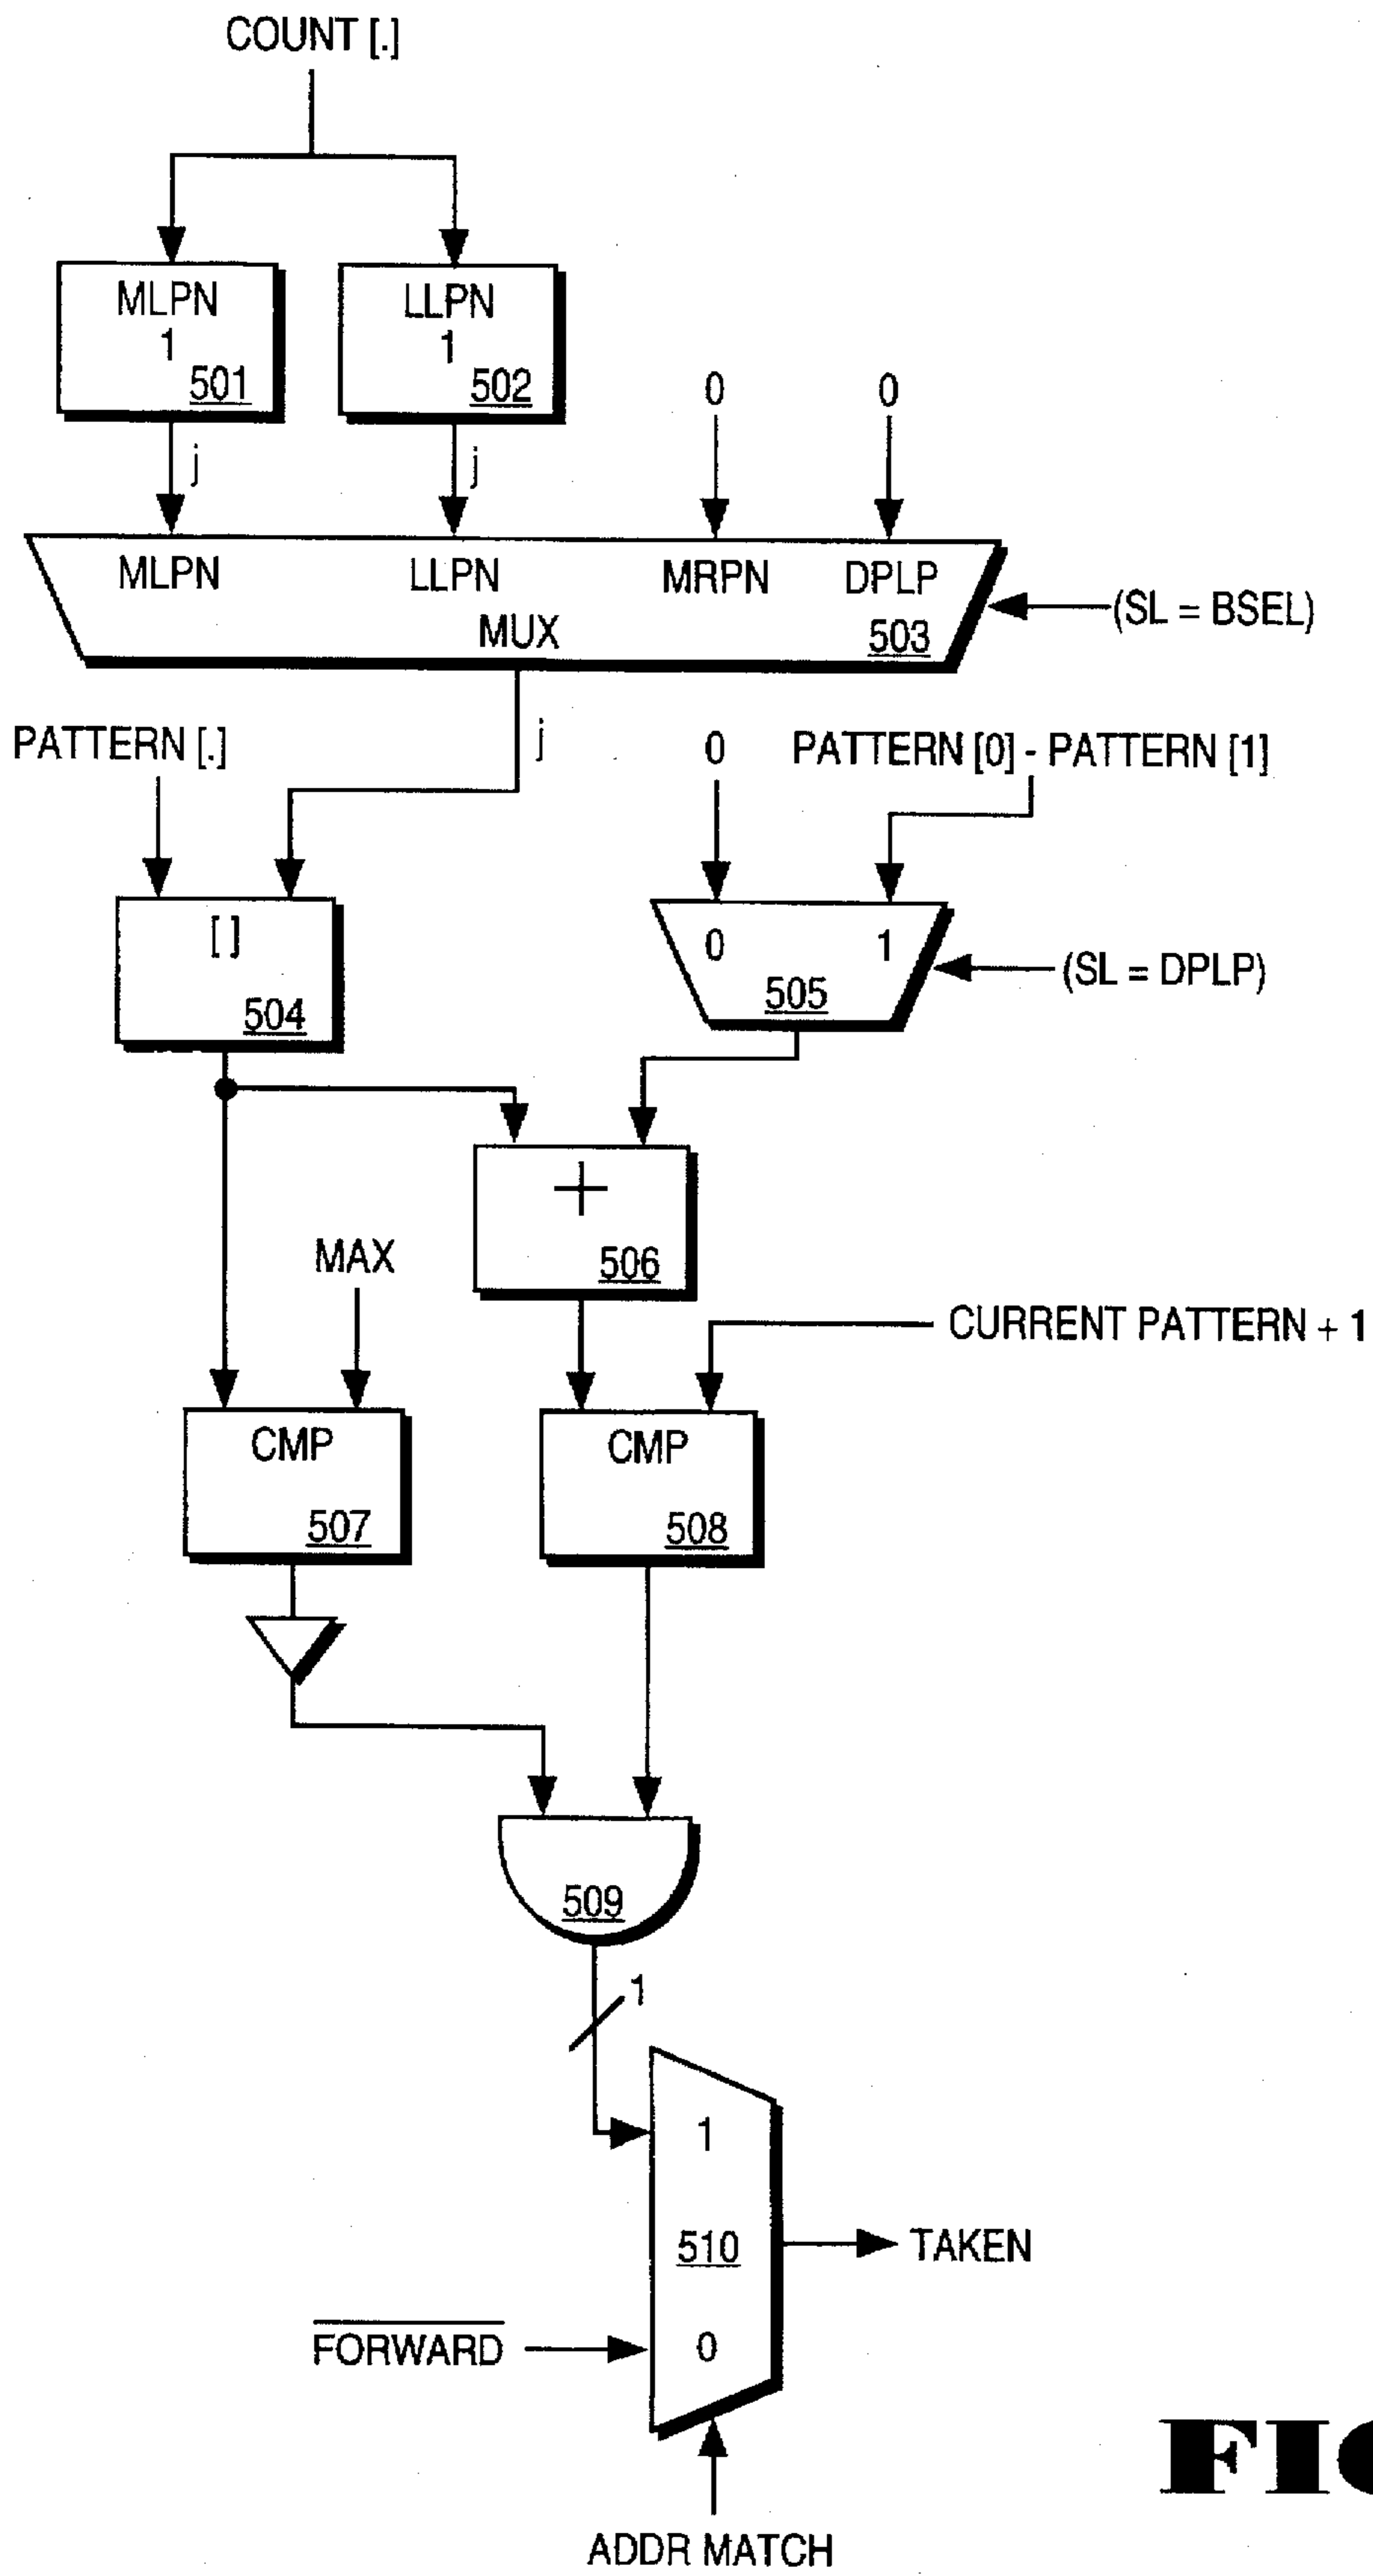 COUNT [.]
MLPN
1
501
LLPN
1
502
0
0
j
j
MLPN
LLPN
MRPN
DPLP
MUX
503
(SL = BSEL)
PATTERN [.]
j
0
PATTERN [0] - PATTERN [1]
[ ]
504
0
1
505
(SL = DPLP)
+
506
MAX
CURRENT PATTERN + 1
CMP
507
CMP
508
509
1
1
510
TAKEN
FORWARD
0
ADDR MATCH